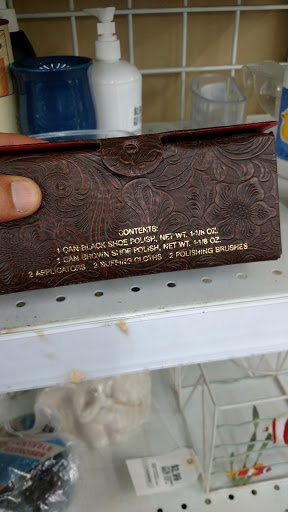 CONTENTS:
1 CAN BLACK SHOE POLISH, NET WT. 1-1/8 OZ.
1 CAN BROWN SHOE POLISH, NET WT. 1-1/8 OZ.
2 APPLICATORS 2 BUFFING CLOTHS 2 POLISHING BRUSHES